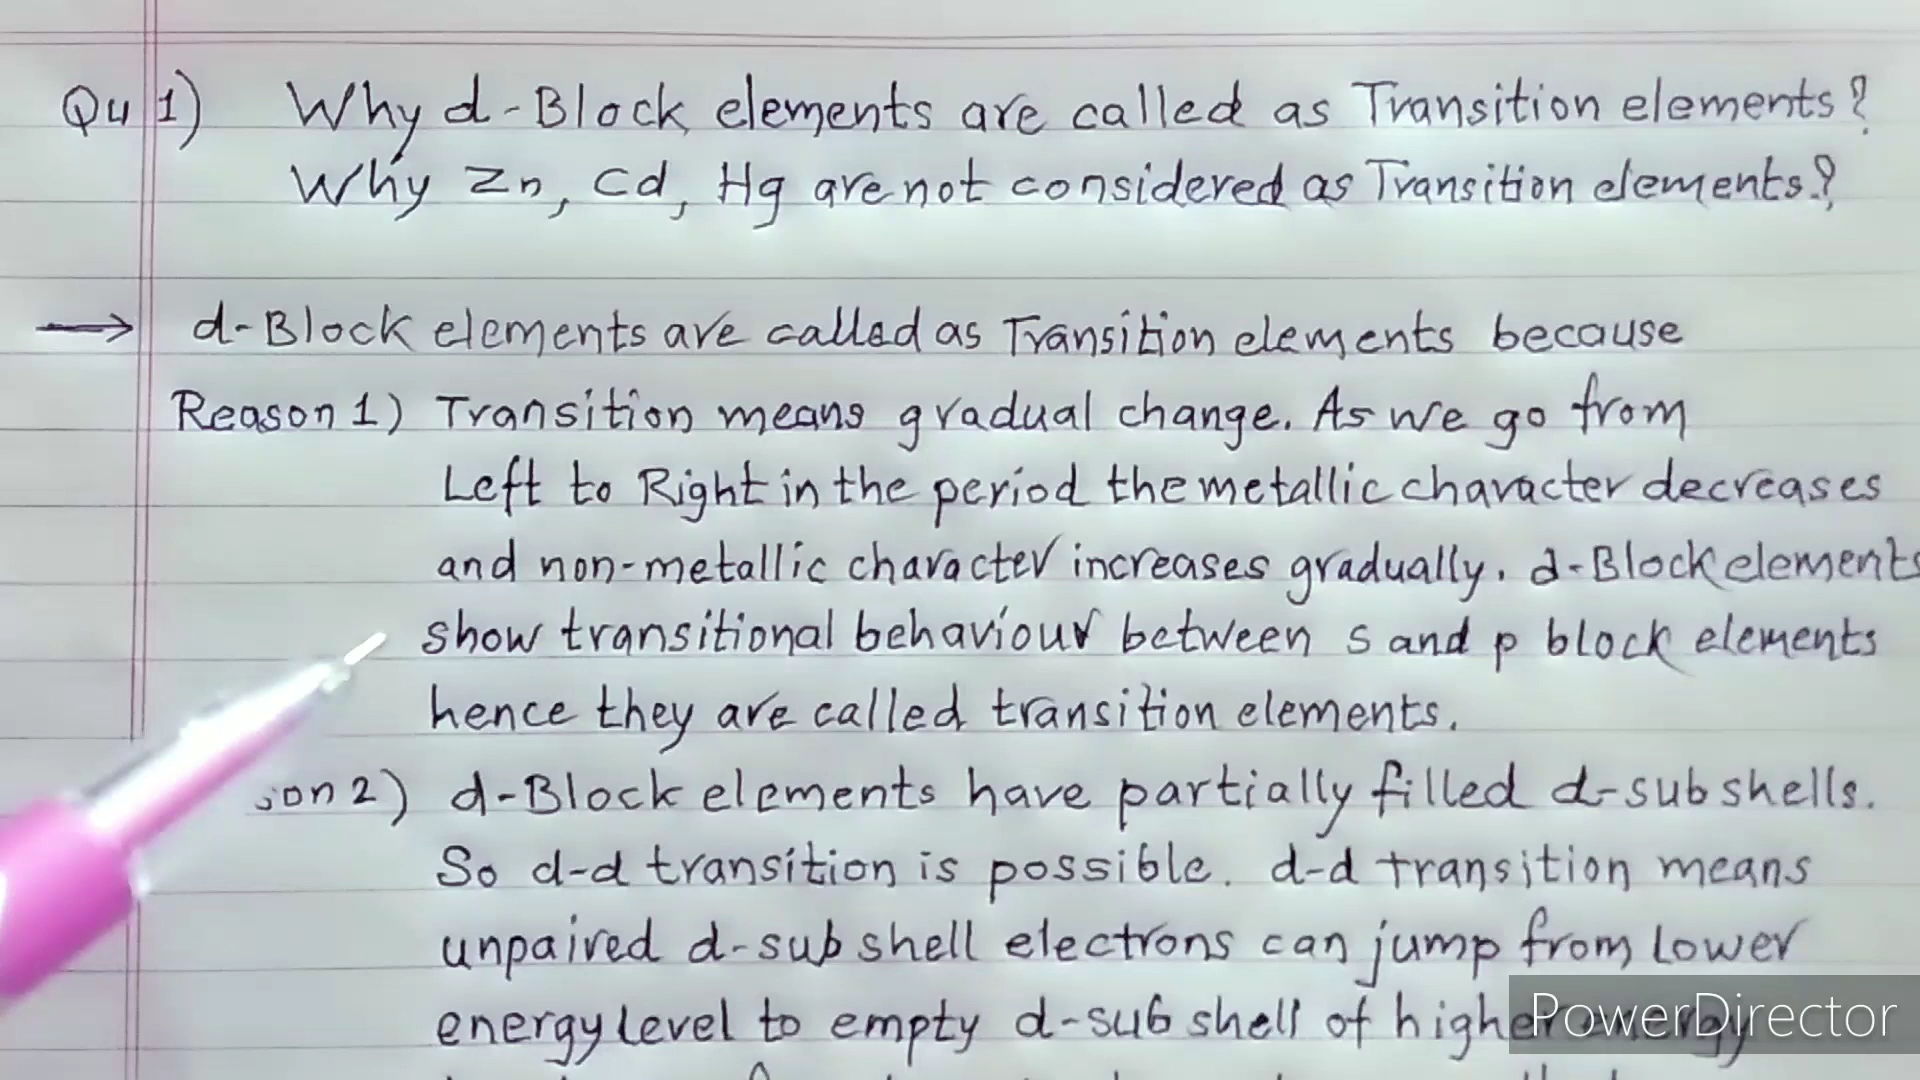 Qu 1) Why d-Block elements are called as Transition elements?
Why Zn, Cd, Hg are not considered as Transition elements?
→ d-Block elements are called as Transition elements because
Reason 1) Transition means gradual change. As we go from
Left to Right in the period the metallic character decreases
and non-metallic character increases gradually. d-Block elements
show transitional behaviour between s and p block elements
hence they are called transition elements.
son 2) d-Block elements have partially filled d-subshells.
So d-d transition is possible. d-d transition means
unpaired d-subshell electrons can jump from Lower
energy level to empty d-subshell of higher energy
PowerDirector